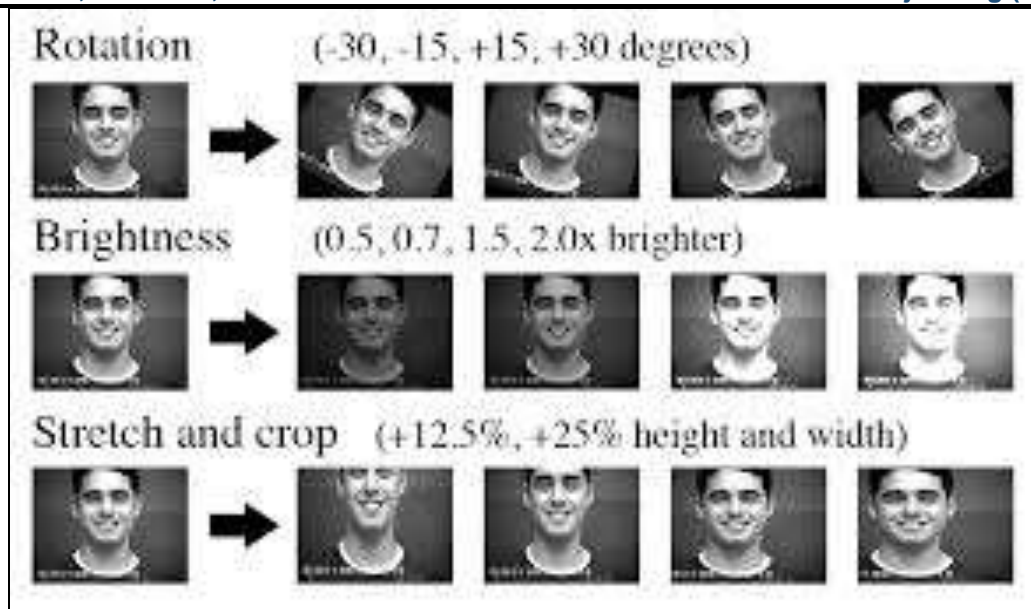 Rotation (-30, -15, +15, +30 degrees)
Brightness (0.5, 0.7, 1.5, 2.0x brighter)
Stretch and crop (+12.5%, +25% height and width)